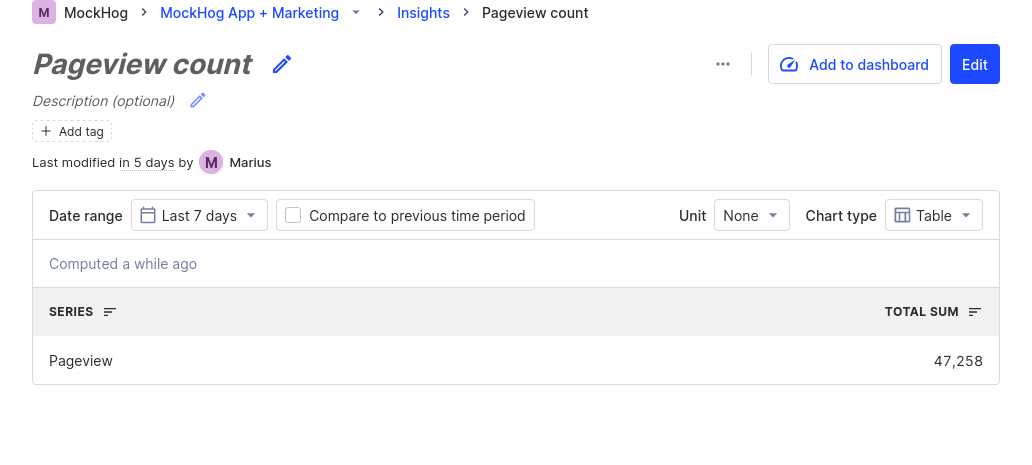 M MockHog MockHog App + Marketing Insights Pageview count
Pageview count
Add to dashboard Edit
Description (optional)
Add tag
Last modified in 5 days by M Marius
Date range Last 7 days Compare to previous time period Unit None Chart type Table
Computed a while ago
SERIES TOTAL SUM
Pageview 47,258